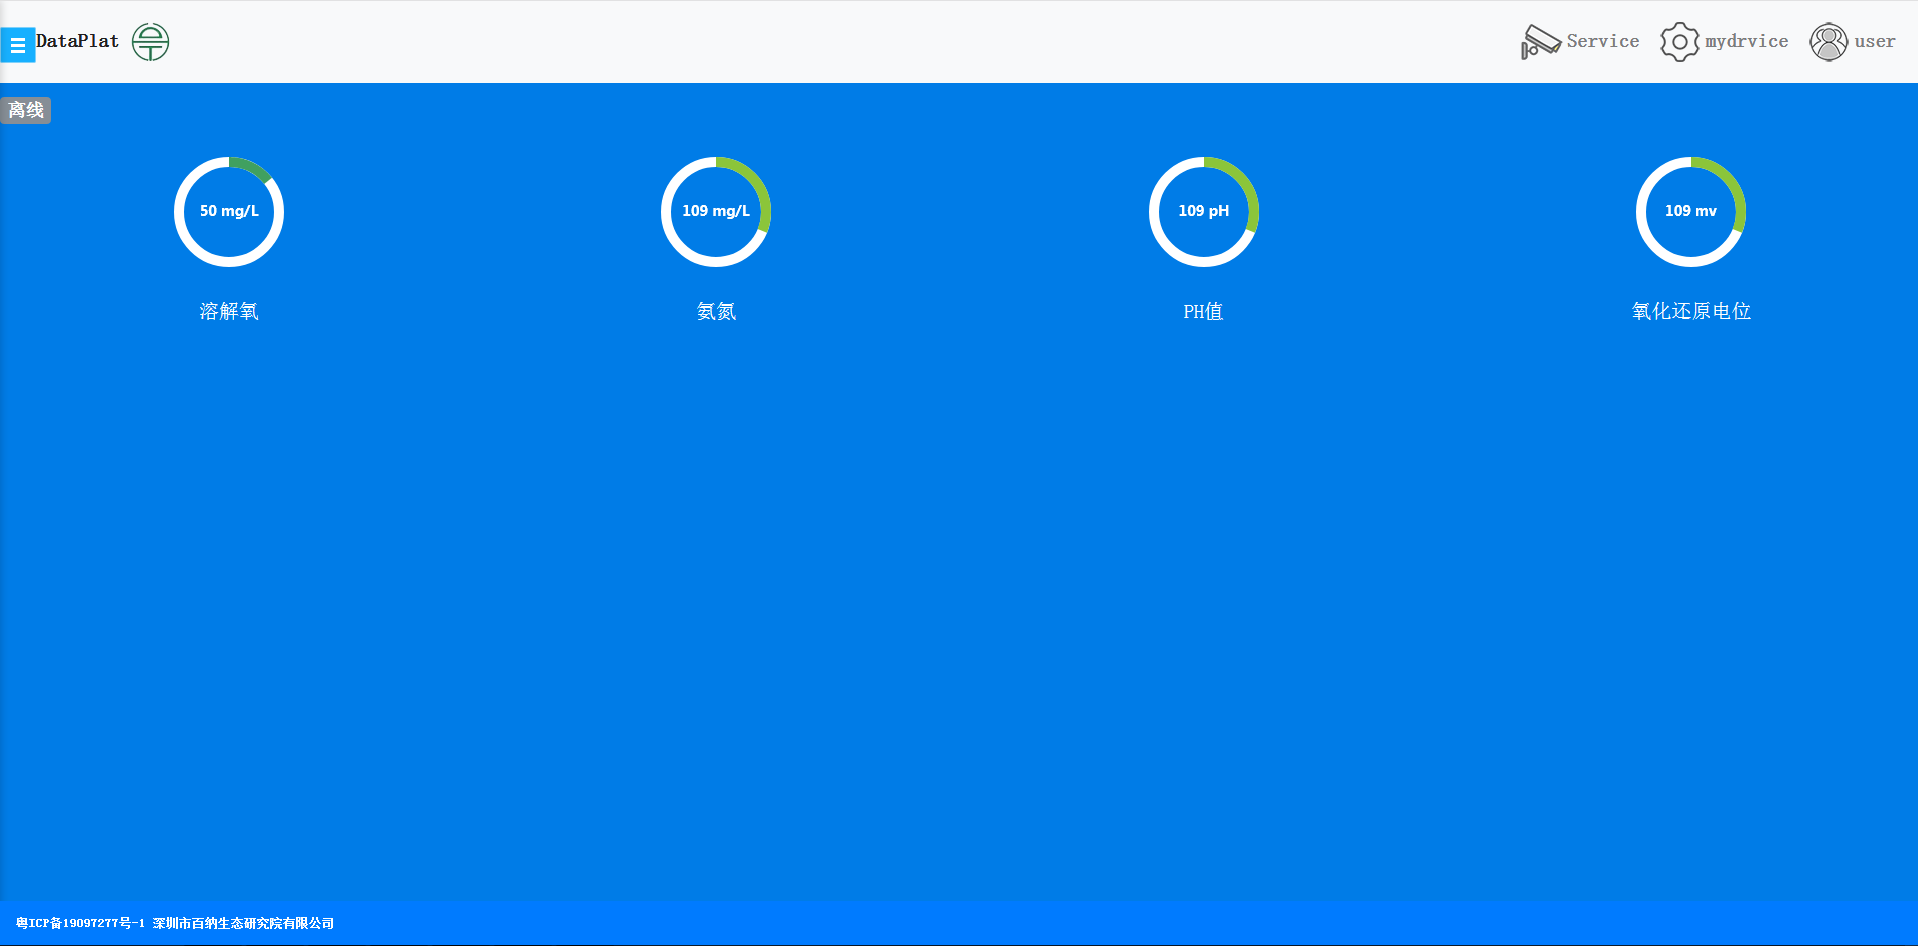 DataPlat
Service
mydrvice
user
离线
50 mg/L
109 mg/L
109 pH
109 mv
溶解氧
氨氮
PH值
氧化还原电位
粤ICP备19097277号-1 深圳市百纳生态研究院有限公司